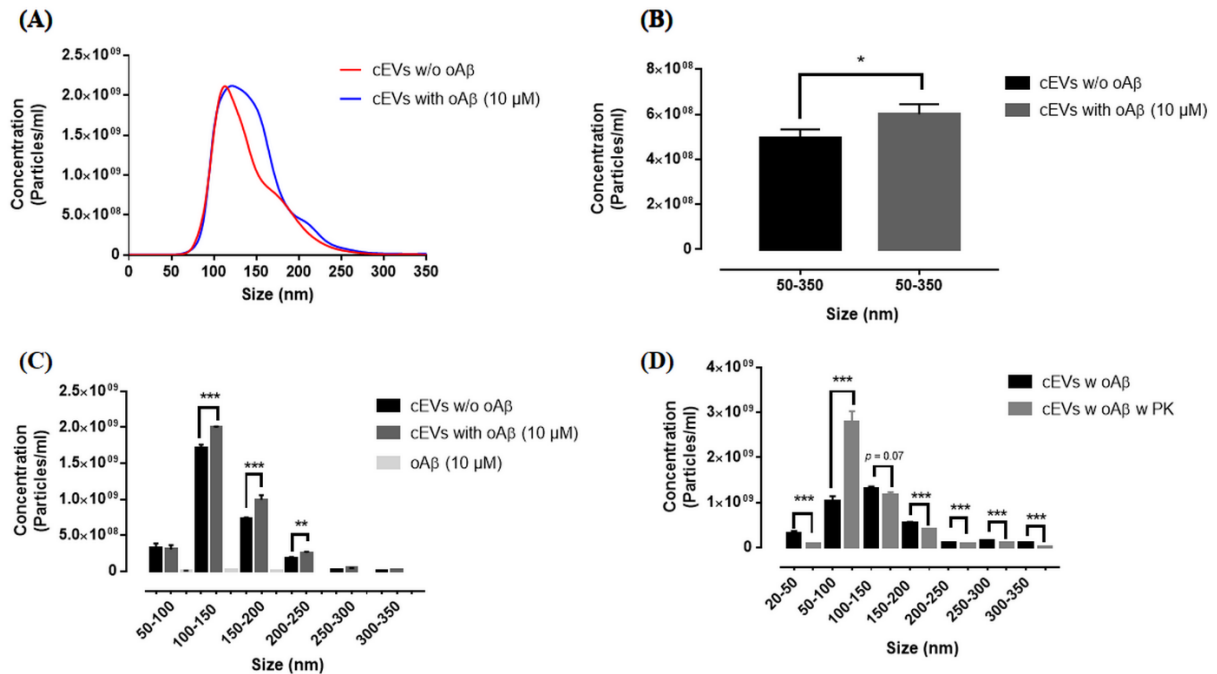 (A)
2.5×10⁰⁹
2.0×10⁰⁹
1.5×10⁰⁹
1.0×10⁰⁹
5.0×10⁰⁸
0
Concentration
(Particles/ml)
0 50 100 150 200 250 300 350
Size (nm)
cEVs w/o oAβ
cEVs with oAβ (10 µM)
(B)
8×10⁰⁸
6×10⁰⁸
4×10⁰⁸
2×10⁰⁸
0
Concentration
(Particles/ml)
*
50-350 50-350
Size (nm)
cEVs w/o oAβ
cEVs with oAβ (10 µM)
(C)
2.5×10⁰⁹
2.0×10⁰⁹
1.5×10⁰⁹
1.0×10⁰⁹
5.0×10⁰⁸
0
Concentration
(Particles/ml)
***
***
**
50-100 100-150 150-200 200-250 250-300 300-350
Size (nm)
cEVs w/o oAβ
cEVs with oAβ (10 µM)
oAβ (10 µM)
(D)
4×10⁰⁹
3×10⁰⁹
2×10⁰⁹
1×10⁰⁹
0
Concentration
(Particles/ml)
***
***
p = 0.07
***
***
***
***
20-50 50-100 100-150 150-200 200-250 250-300 300-350
Size (nm)
cEVs w oAβ
cEVs w oAβ w PK